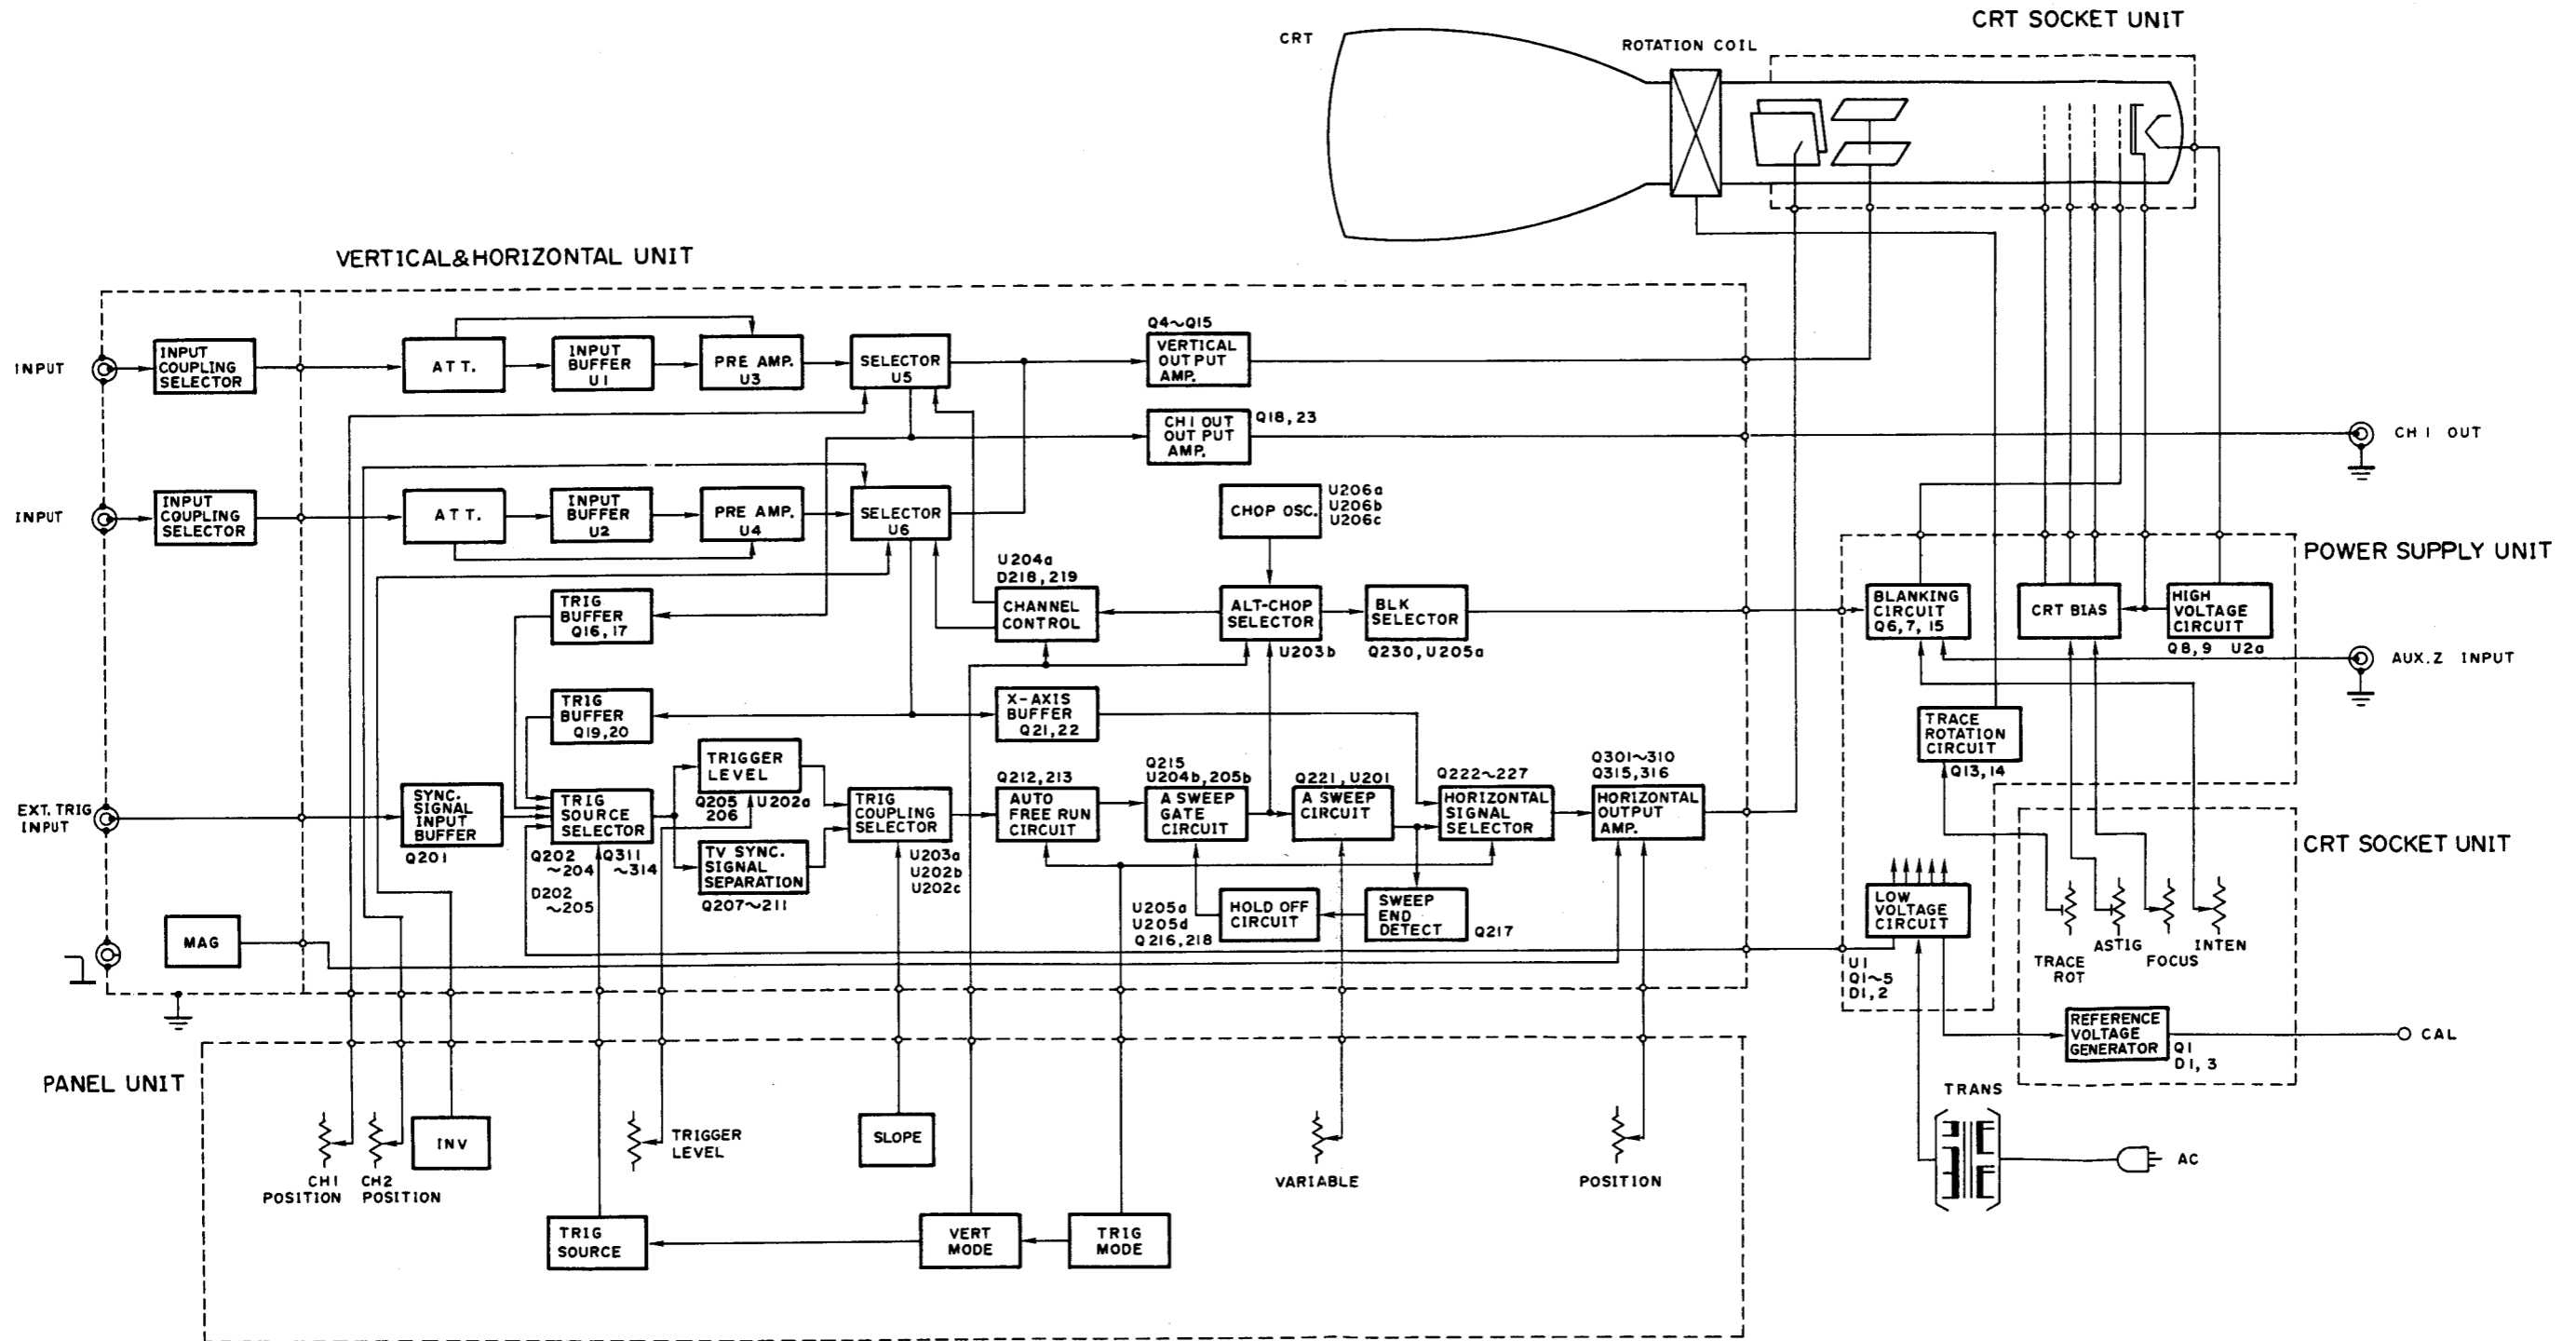 CRT SOCKET UNIT
CRT
ROTATION COIL
VERTICAL&HORIZONTAL UNIT
INPUT
INPUT
COUPLING
SELECTOR
ATT.
INPUT
BUFFER
U1
PRE AMP.
U3
SELECTOR
U5
Q4~Q15
VERTICAL
OUTPUT
AMP.
CH1 OUT
OUTPUT
AMP.
Q18,23
CH1 OUT
INPUT
INPUT
COUPLING
SELECTOR
ATT.
INPUT
BUFFER
U2
PRE AMP.
U4
SELECTOR
U6
CHOP OSC.
U206a
U206b
U206c
POWER SUPPLY UNIT
TRIG
BUFFER
Q16,17
U204a
D218,219
CHANNEL
CONTROL
ALT-CHOP
SELECTOR
U203b
BLK
SELECTOR
Q230,U205a
BLANKING
CIRCUIT
Q6,7,15
CRT BIAS
HIGH
VOLTAGE
CIRCUIT
Q8,9 U2a
AUX.Z INPUT
TRIG
BUFFER
Q19,20
X-AXIS
BUFFER
Q21,22
TRACE
ROTATION
CIRCUIT
Q13,14
EXT.TRIG
INPUT
SYNC.
SIGNAL
INPUT
BUFFER
Q201
TRIG
SOURCE
SELECTOR
Q202
~204
D202
~205
Q311
~314
TRIGGER
LEVEL
Q205
206
U202a
TV SYNC.
SIGNAL
SEPARATION
Q207~211
TRIG
COUPLING
SELECTOR
U203a
U202b
U202c
Q212,213
AUTO
FREE RUN
CIRCUIT
Q215
U204b,205b
A SWEEP
GATE
CIRCUIT
Q221,U201
A SWEEP
CIRCUIT
Q222~227
HORIZONTAL
SIGNAL
SELECTOR
Q301~310
Q315,316
HORIZONTAL
OUTPUT
AMP.
CRT SOCKET UNIT
MAG
U205a
U205d
Q216,218
HOLD OFF
CIRCUIT
SWEEP
END
DETECT
Q217
LOW
VOLTAGE
CIRCUIT
U1
Q1~5
D1,2
TRACE
ROT
ASTIG
FOCUS
INTEN
REFERENCE
VOLTAGE
GENERATOR
Q1
D1,3
CAL
PANEL UNIT
CH1
POSITION
CH2
POSITION
INV
TRIGGER
LEVEL
SLOPE
VARIABLE
POSITION
TRANS
AC
TRIG
SOURCE
VERT
MODE
TRIG
MODE